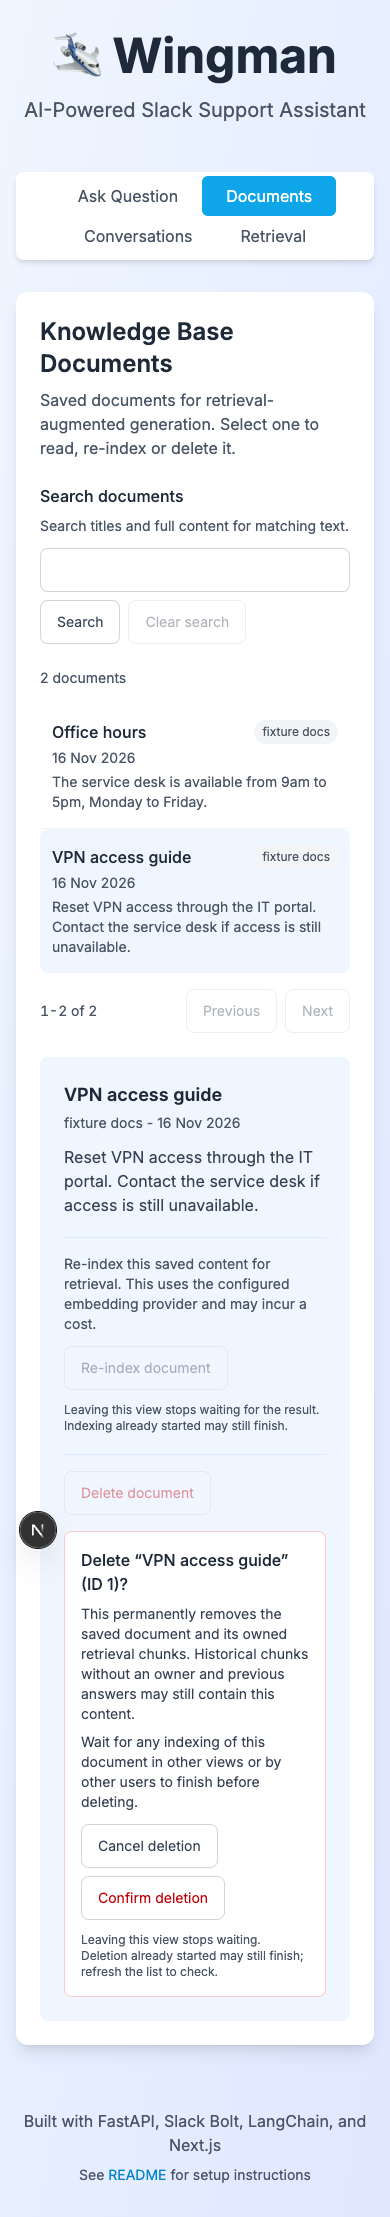 Wingman
AI-Powered Slack Support Assistant
Ask Question
Documents
Conversations
Retrieval
Knowledge Base
Documents
Saved documents for retrieval-
augmented generation. Select one to
read, re-index or delete it.
Search documents
Search titles and full content for matching text.
Search
Clear search
2 documents
Office hours
fixture docs
16 Nov 2026
The service desk is available from 9am to
5pm, Monday to Friday.
VPN access guide
fixture docs
16 Nov 2026
Reset VPN access through the IT portal.
Contact the service desk if access is still
unavailable.
1-2 of 2
Previous
Next
VPN access guide
fixture docs - 16 Nov 2026
Reset VPN access through the IT
portal. Contact the service desk if
access is still unavailable.
Re-index this saved content for
retrieval. This uses the configured
embedding provider and may incur a
cost.
Re-index document
Leaving this view stops waiting for the result.
Indexing already started may still finish.
Delete document
N
Delete “VPN access guide”
(ID 1)?
This permanently removes the
saved document and its owned
retrieval chunks. Historical chunks
without an owner and previous
answers may still contain this
content.
Wait for any indexing of this
document in other views or by
other users to finish before
deleting.
Cancel deletion
Confirm deletion
Leaving this view stops waiting.
Deletion already started may still finish;
refresh the list to check.
Built with FastAPI, Slack Bolt, LangChain, and
Next.js
See README for setup instructions